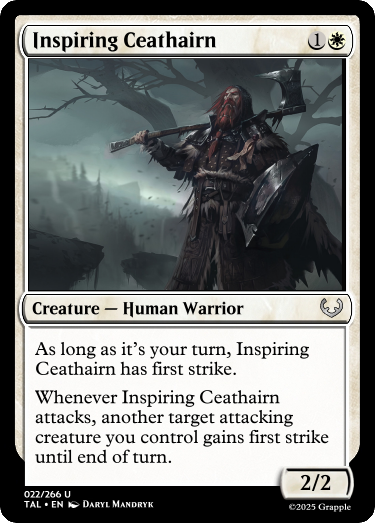 Inspiring Ceathairn 1
Creature — Human Warrior
As long as it's your turn, Inspiring
Ceathairn has first strike.
Whenever Inspiring Ceathairn
attacks, another target attacking
creature you control gains first strike
until end of turn.
2/2
022/266 U
TAL • EN Daryl Mandryk
©2025 Grapple